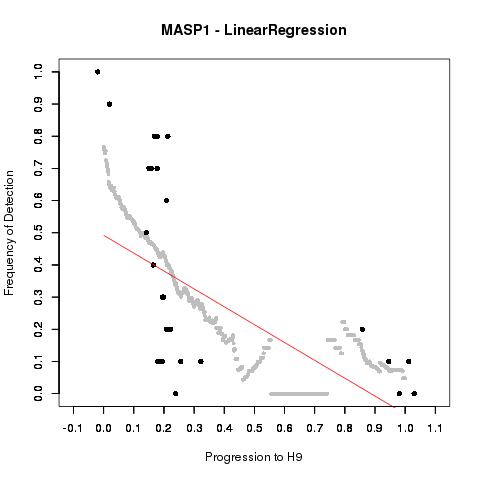 MASP1 - LinearRegression
Frequency of Detection
1.0
0.9
0.8
0.7
0.6
0.5
0.4
0.3
0.2
0.1
0.0
-0.1 0.0 0.1 0.2 0.3 0.4 0.5 0.6 0.7 0.8 0.9 1.0 1.1
Progression to H9